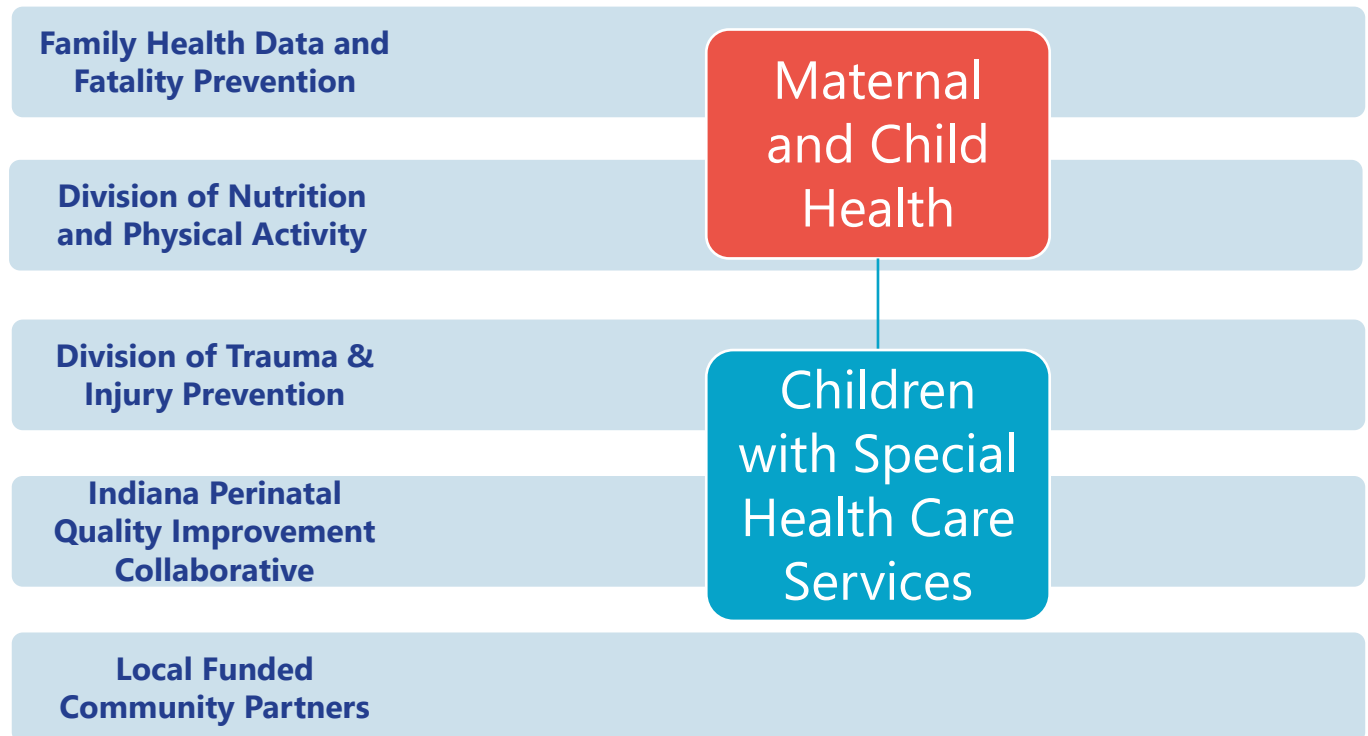 Family Health Data and
Fatality Prevention
Maternal
and Child
Health
Division of Nutrition
and Physical Activity
Division of Trauma &
Injury Prevention
Children
with Special
Health Care
Services
Indiana Perinatal
Quality Improvement
Collaborative
Local Funded
Community Partners